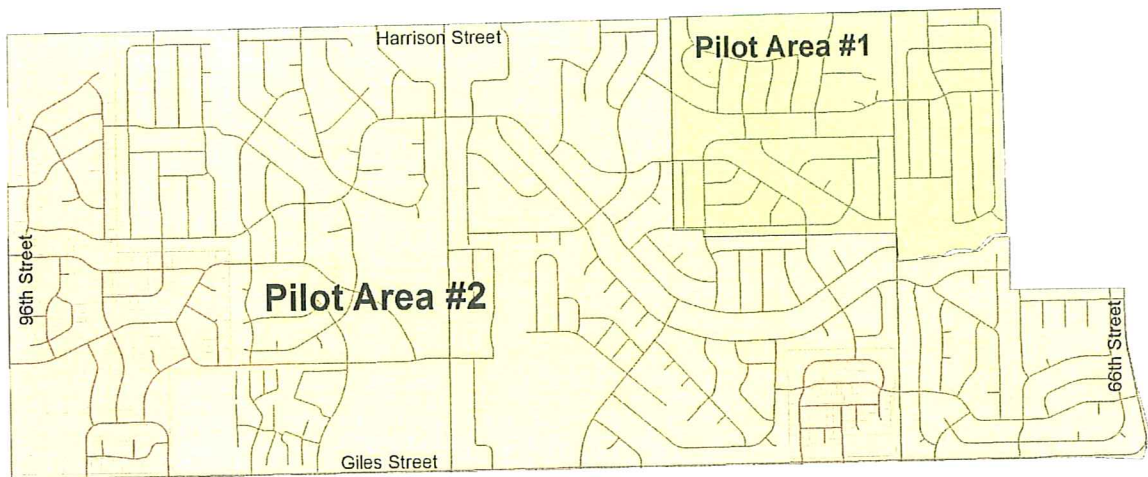 Harrison Street
Pilot Area #1
96th Street
Pilot Area #2
66th Street
Giles Street